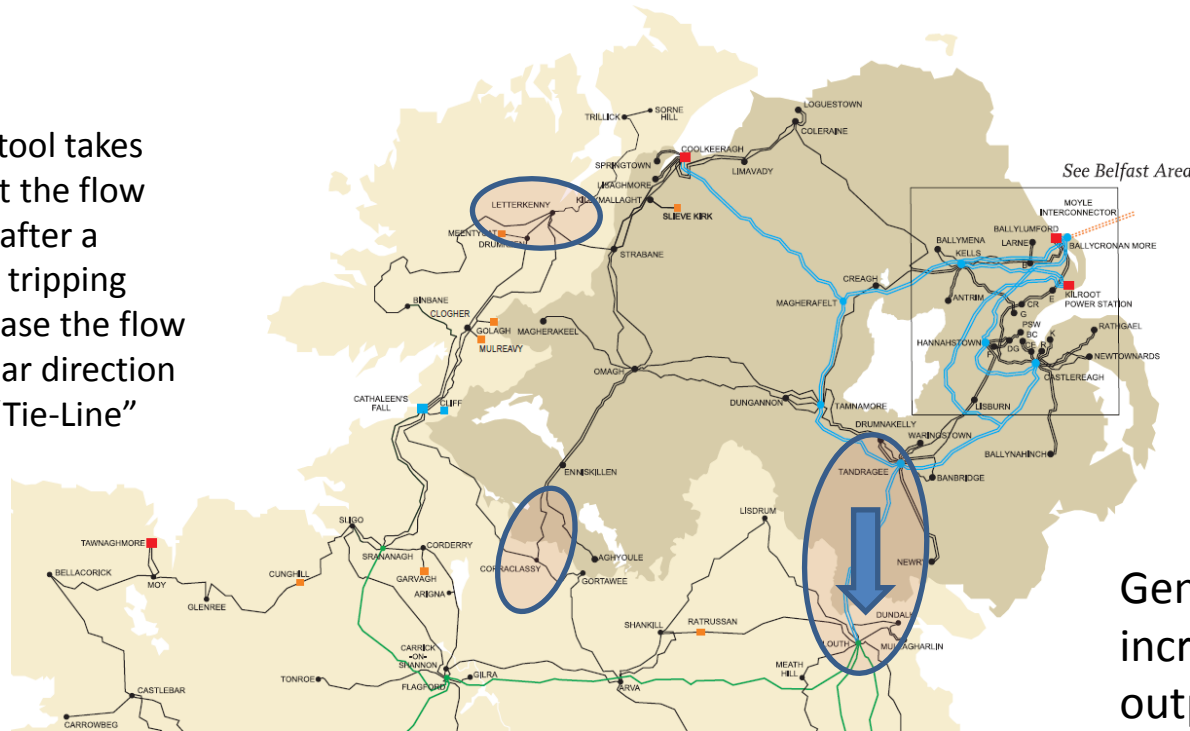 tool takes
t the flow
after a
tripping
ase the flow
ar direction
“Tie-Line”
LOGUESTOWN
SORNE
HILL
TRILLICK
COLERAINE
COOLKEERAGH
SPRINGTOWN
LIMAVADY
See Belfast Area
LISAGHMORE
KILLYMALLAGHT
LETTERKENNY
SLIEVE KIRK
MOYLE
INTERCONNECTOR
MEENTYCAT
DRUMKEEN
BALLYLUMFORD
BALLYMENA
LARNE
BALLYCRONAN MORE
KELLS
STRABANE
CREAGH
BINBANE
MAGHERAFELT
ANTRIM
CR
E
G
KILROOT
POWER STATION
CLOGHER
GOLAGH
MAGHERAKEEL
MULREAVY
PSW
BC
K
RATHGAEL
HANNAHSTOWN
F
DG
CE
R
NEWTOWNARDS
OMAGH
CASTLEREAGH
CATHALEEN'S
FALL
CLIFF
DUNGANNON
TAMNAMORE
LISBURN
DRUMNAKELLY
WARINGSTOWN
BALLYNAHINCH
TANDRAGEE
ENNISKILLEN
BANBRIDGE
SLIGO
LISDRUM
TAWNAGHMORE
SRANANAGH
CORDERRY
AGHYOULE
NEWRY
CORRACLASSY
BELLACORICK
MOY
CUNGHILL
GARVAGH
GORTAWEE
ARIGNA
GLENREE
Gen
DUNDALK
SHANKILL
RATRUSSAN
incr
LOUTH
MULLAGHARLIN
CARRICK
-ON-
SHANNON
MEATH
HILL
TONROE
FLAGFORD
GILRA
ARVA
CASTLEBAR
outp
CARROWBEG